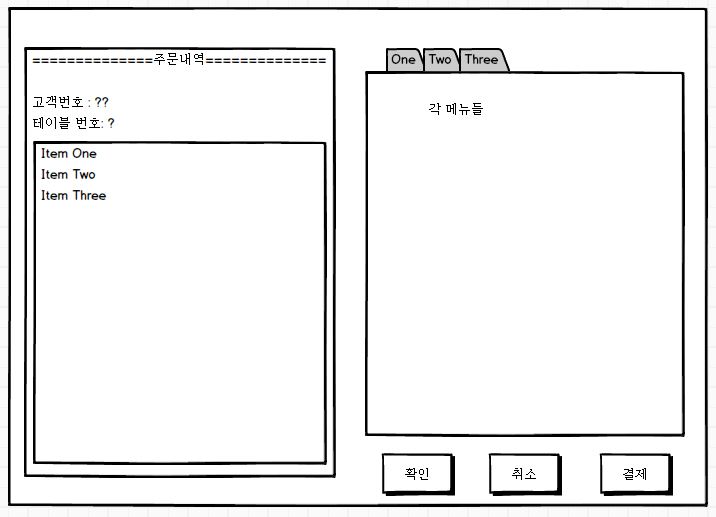 ==============주문내역==============
고객번호 : ??
테이블 번호: ?
Item One
Item Two
Item Three
One Two Three
각 메뉴들
확인 취소 결제